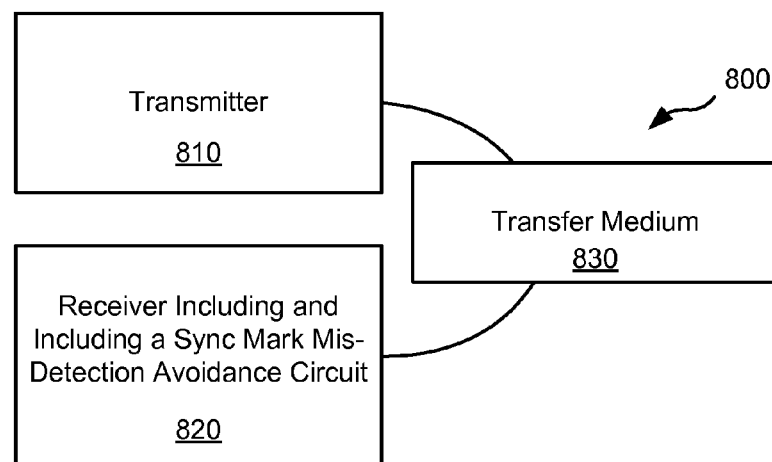 Transmitter
810
800
Transfer Medium
830
Receiver Including and
Including a Sync Mark Mis-
Detection Avoidance Circuit
820